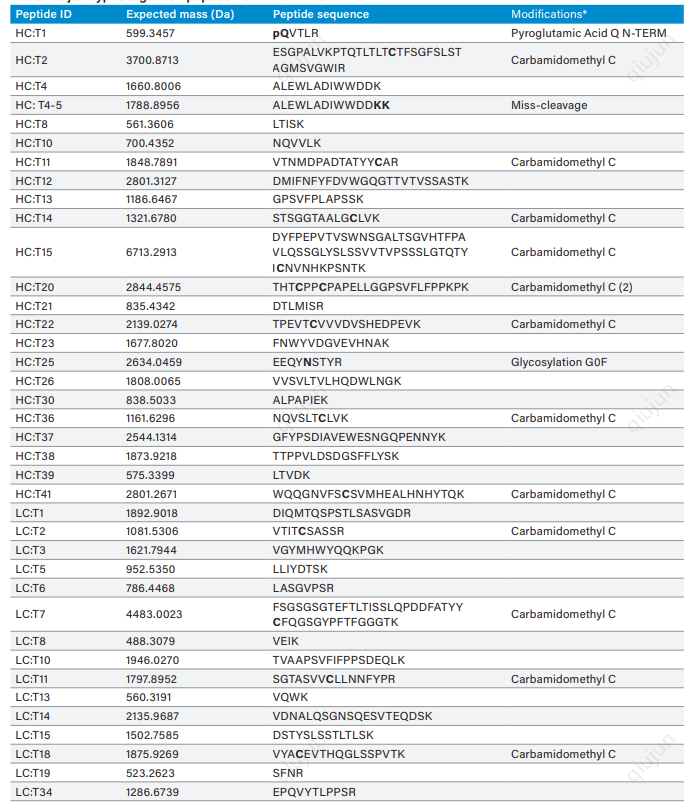 Peptide ID Expected mass (Da) Peptide sequence Modifications*
HC:T1 599.3457 pQVTLR Pyroglutamic Acid Q N-TERM
HC:T2 3700.8713 ESGPALVKPTQTLTLTCTFSGFSLST Carbamidomethyl C
AGMSVGWIR
HC:T4 1660.8006 ALEWLADIWWDDK
HC: T4-5 1788.8956 ALEWLADIWWDDKK Miss-cleavage
HC:T8 561.3606 LTISK
HC:T10 700.4352 NQVVLK
HC:T11 1848.7891 VTNMDPADTATYYCAR Carbamidomethyl C
HC:T12 2801.3127 DMIFNFYFDVWGQGTTVTVSSASTK
HC:T13 1186.6467 GPSVFPLAPSSK
HC:T14 1321.6780 STSGGTAALGCLVK Carbamidomethyl C
HC:T15 6713.2913 DYFPEPVTVSWNSGALTSGVHTFPA Carbamidomethyl C
VLQSSGLYSLSSVVTVPSSSLGTQTY
ICNVNHKPSNTK
HC:T20 2844.4575 THTCPPCPAPELLGGPSVFLFPPKPK Carbamidomethyl C (2)
HC:T21 835.4342 DTLMISR
HC:T22 2139.0274 TPEVTCVVVDVSHEDPEVK Carbamidomethyl C
HC:T23 1677.8020 FNWYVDGVEVHNAK
HC:T25 2634.0459 EEQYNSTYR Glycosylation G0F
HC:T26 1808.0065 VVSVLTVLHQDWLNGK
HC:T30 838.5033 ALPAPIEK
HC:T36 1161.6296 NQVSLTCLVK Carbamidomethyl C
HC:T37 2544.1314 GFYPSDIAVEWESNGQPENNYK
HC:T38 1873.9218 TTPPVLDSDGSFFLYSK
HC:T39 575.3399 LTVDK
HC:T41 2801.2671 WQQGNVFSCSVMHEALHNHYTQK Carbamidomethyl C
LC:T1 1892.9018 DIQMTQSPSTLSASVGDR
LC:T2 1081.5306 VTITCSASSR Carbamidomethyl C
LC:T3 1621.7944 VGYMHWYQQKPGK
LC:T5 952.5350 LLIYDTSK
LC:T6 786.4468 LASGVPSR
LC:T7 4483.0023 FSGSGSGTEFTLTISSLQPDDFATYY Carbamidomethyl C
CFQGSGYPFTFGGGTK
LC:T8 488.3079 VEIK
LC:T10 1946.0270 TVAAPSVFIFPPSDEQLK
LC:T11 1797.8952 SGTASVVCLLNNFYPR Carbamidomethyl C
LC:T13 560.3191 VQWK
LC:T14 2135.9687 VDNALQSGNSQESVTEQDSK
LC:T15 1502.7585 DSTYSLSSTLTLSK
LC:T18 1875.9269 VYACEVTHQGLSSPVTK Carbamidomethyl C
LC:T19 523.2623 SFNR
LC:T34 1286.6739 EPQVYTLPPSR
qiujun
qiujun
qiujun
qiujun
qiujun
qiujun